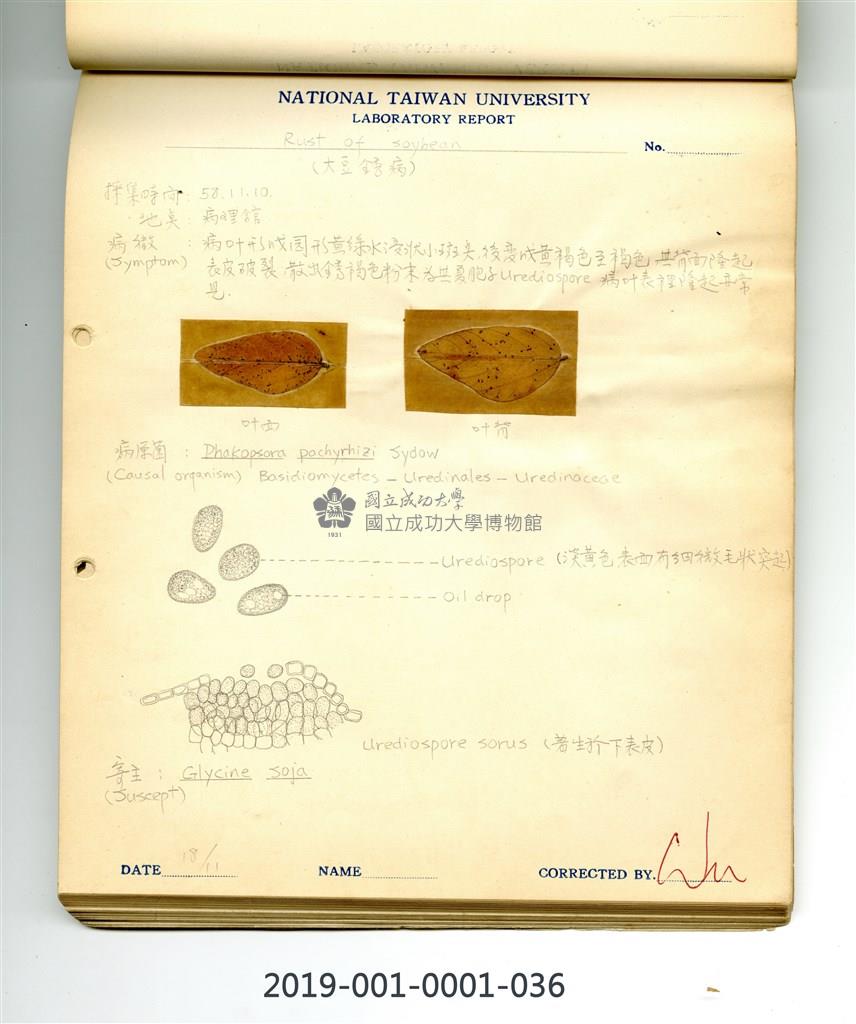 NATIONAL TAIWAN UNIVERSITY
LABORATORY REPORT
Rust of soybean
No.
(大豆銹病)
採集時间: 58.11.10.
地奌: 病理館
病徵 : 病叶形成圆形黃綠水浸狀小斑奌,後变成黃褐色至褐色,其背面隆起
(Symptom) 表皮破裂,散出銹褐色粉末為其夏胞子Urediospore 病叶表裡隆起異常
見.
叶面
叶背
病原菌 : Phakopsora pachyrhizi Sydow
(Causal organism) Basidiomycetes - Uredinales - Uredinaceae
國立成功大學
國立成功大學博物館
1931
Urediospore (淡黃色表面有細微毛狀突起)
Oil drop
Urediospore sorus (著生於下表皮)
寄主 : Glycine soja
(Suscept)
DATE 18/11
NAME
CORRECTED BY.
2019-001-0001-036